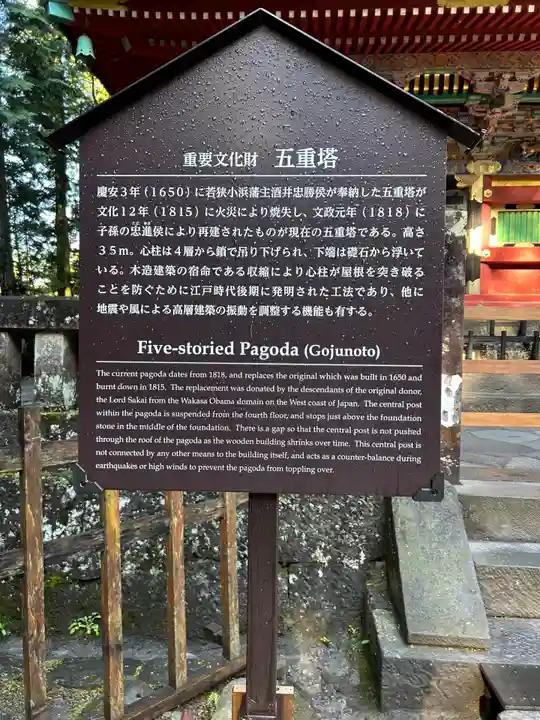 重要文化財 五重塔
慶安3年(1650)に若狭小浜藩主酒井忠勝侯が奉納した五重塔が
文化12年(1815)に火災により焼失し、文政元年(1818)に
子孫の忠進侯により再建されたものが現在の五重塔である。高さ
35m。心柱は4層から鎖で吊り下げられ、下端は礎石から浮いて
いる。木造建築の宿命である収縮により心柱が屋根を突き破る
ことを防ぐために江戸時代後期に発明された工法であり、他に
地震や風による高層建築の振動を調整する機能も有する。
Five-storied Pagoda (Gojunoto)
The current pagoda dates from 1818, and replaces the original which was built in 1650 and
burnt down in 1815. The replacement was donated by the descendants of the original donor,
the Lord Sakai from the Wakasa Obama domain on the West coast of Japan. The central post
within the pagoda is suspended from the fourth floor, and stops just above the foundation
stone in the middle of the foundation. There is a gap so that the central post is not pushed
through the roof of the pagoda as the wooden building shrinks over time. This central post is
not connected by any other means to the building itself, and acts as a counter-balance during
earthquakes or high winds to prevent the pagoda from toppling over.